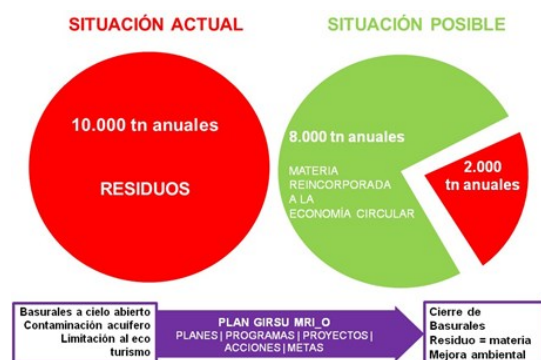 SITUACIÓN ACTUAL
SITUACIÓN POSIBLE
10.000 tn anuales
RESIDUOS
8.000 tn anuales
MATERIA
REINCORPORADA
A LA
ECONOMÍA CIRCULAR
2.000
tn anuales
Basurales a cielo abierto
Contaminación acuífero
Limitación al eco
turismo
PLAN GIRSU MRI_O
PLANES | PROGRAMAS | PROYECTOS |
ACCIONES | METAS
Cierre de
Basurales
Residuo = materia
Mejora ambiental